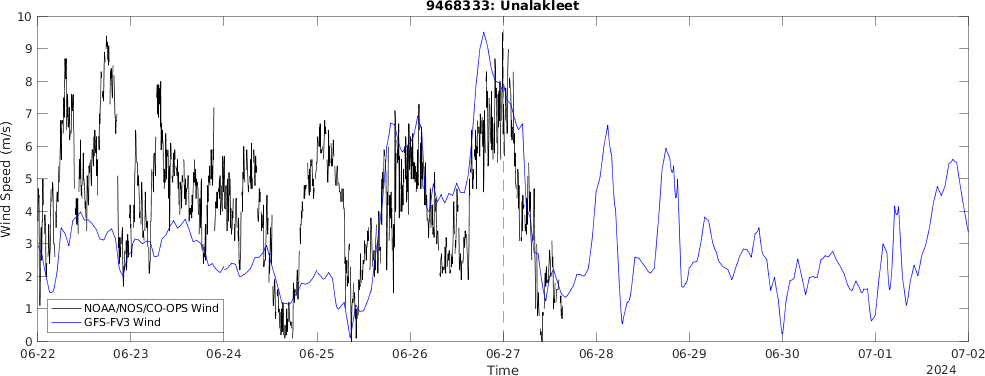 9468333: Unalakleet
Wind Speed (m/s)
10
9
8
7
6
5
4
3
2
1
0
NOAA/NOS/CO-OPS Wind
GFS-FV3 Wind
06-22 06-23 06-24 06-25 06-26 06-27 06-28 06-29 06-30 07-01 07-02
Time
2024